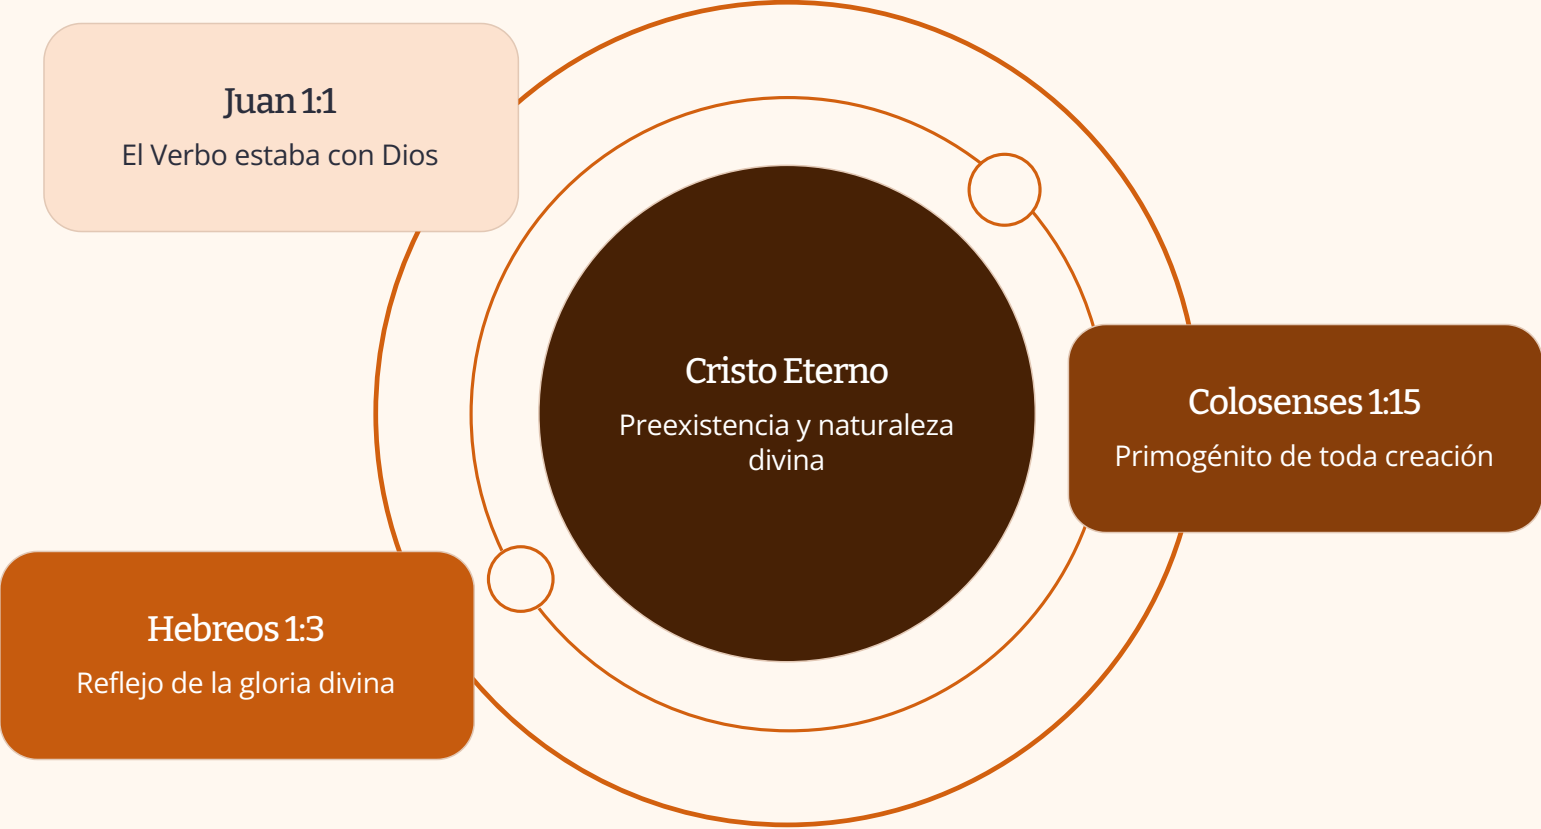 Juan 1:1
El Verbo estaba con Dios
Cristo Eterno
Preexistencia y naturaleza
divina
Colosenses 1:15
Primogénito de toda creación
Hebreos 1:3
Reflejo de la gloria divina